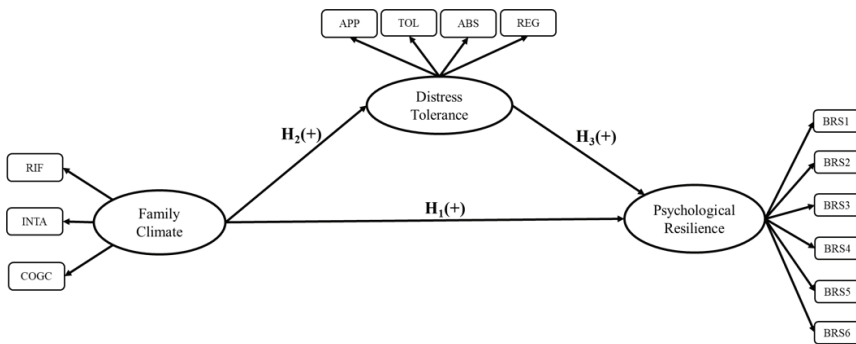 APP
TOL
ABS
REG
Distress
Tolerance
H₂(+)
H₃(+)
RIF
INTA
COGC
Family
Climate
H₁(+)
Psychological
Resilience
BRS1
BRS2
BRS3
BRS4
BRS5
BRS6